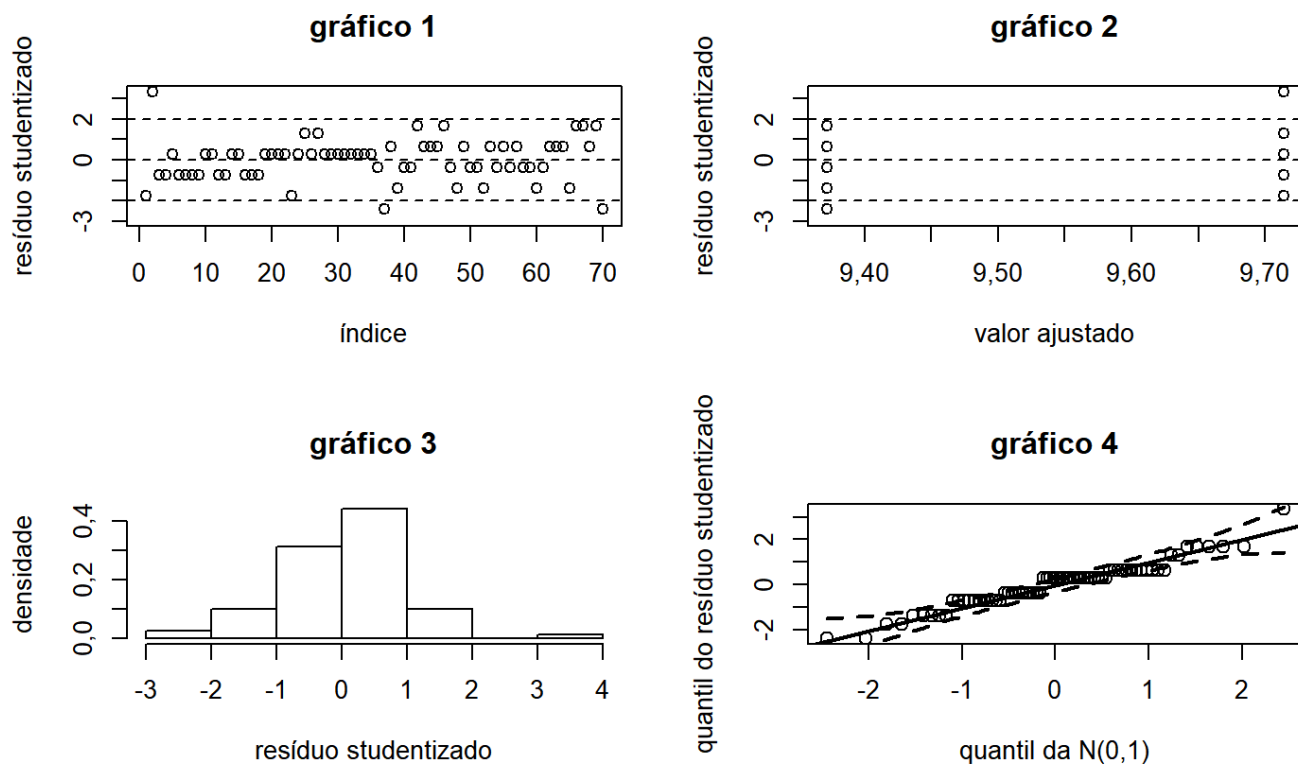 gráfico 1
resíduo studentizado
-3 0 2
0 10 20 30 40 50 60 70
índice
gráfico 2
resíduo studentizado
-3 0 2
9,40 9,50 9,60 9,70
valor ajustado
gráfico 3
densidade
0,0 0,2 0,4
-3 -2 -1 0 1 2 3 4
resíduo studentizado
gráfico 4
quantil do resíduo studentizado
-2 0 2
-2 -1 0 1 2
quantil da N(0,1)